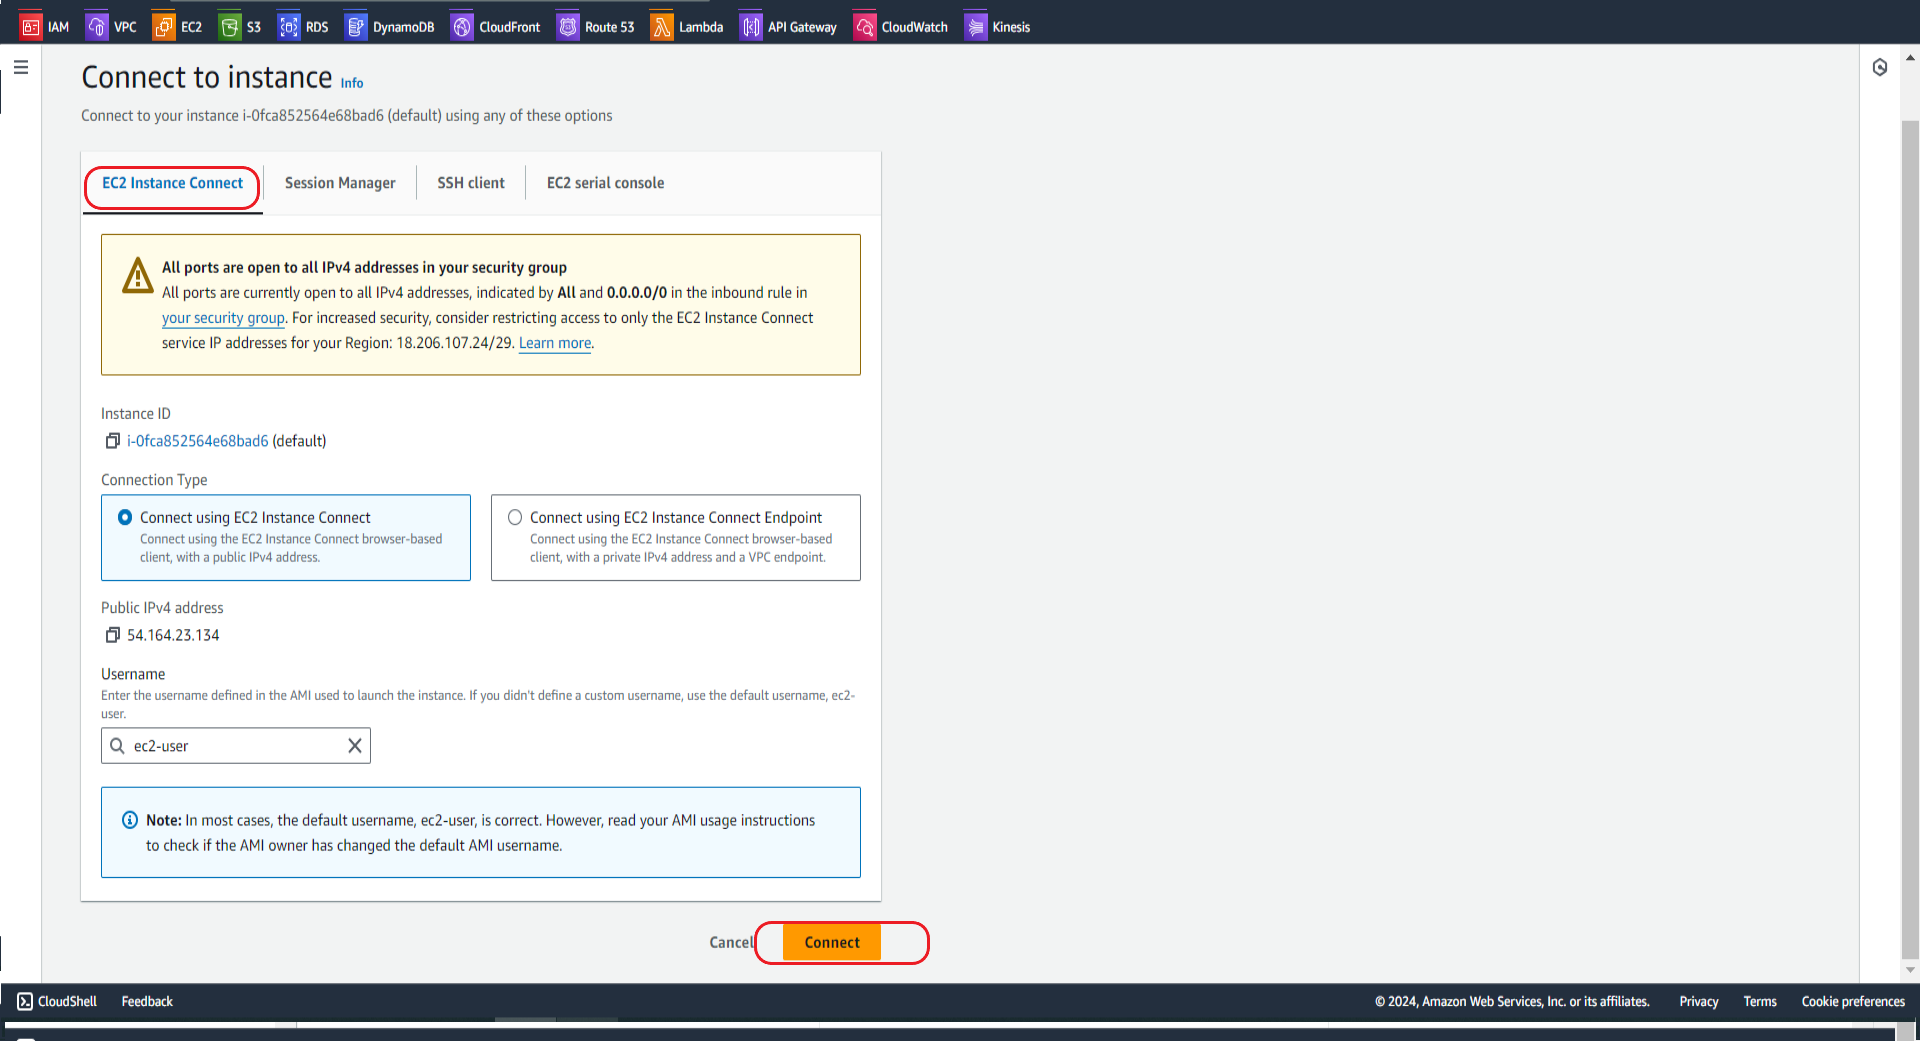 IAM VPC EC2 S3 RDS DynamoDB CloudFront Route 53 Lambda API Gateway CloudWatch Kinesis
Connect to instance Info
Connect to your instance i-0fca852564e68bad6 (default) using any of these options
EC2 Instance Connect Session Manager SSH client EC2 serial console
All ports are open to all IPv4 addresses in your security group
All ports are currently open to all IPv4 addresses, indicated by All and 0.0.0.0/0 in the inbound rule in
your security group. For increased security, consider restricting access to only the EC2 Instance Connect
service IP addresses for your Region: 18.206.107.24/29. Learn more.
Instance ID
i-0fca852564e68bad6 (default)
Connection Type
Connect using EC2 Instance Connect
Connect using the EC2 Instance Connect browser-based
client, with a public IPv4 address.
Connect using EC2 Instance Connect Endpoint
Connect using the EC2 Instance Connect browser-based
client, with a private IPv4 address and a VPC endpoint.
Public IPv4 address
54.164.23.134
Username
Enter the username defined in the AMI used to launch the instance. If you didn't define a custom username, use the default username, ec2-
user.
ec2-user
Note: In most cases, the default username, ec2-user, is correct. However, read your AMI usage instructions
to check if the AMI owner has changed the default AMI username.
Cancel Connect
CloudShell Feedback © 2024, Amazon Web Services, Inc. or its affiliates. Privacy Terms Cookie preferences